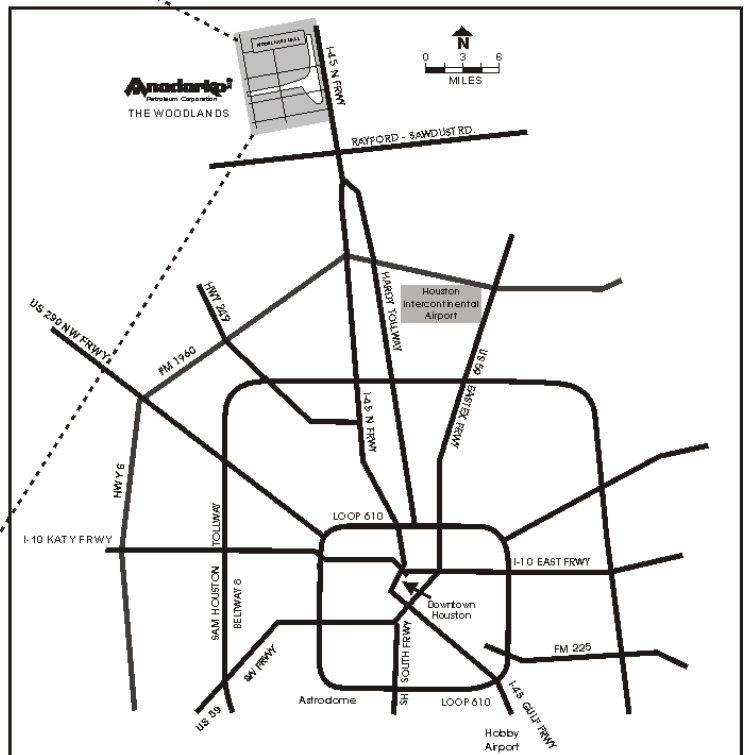 N
0 3 6
MILES
Anadarko
Petroleum Corporation
THE WOODLANDS
I-45 N FRWY
RAYFORD - SAWDUST RD.
HWY 249
Houston
Intercontinental
Airport
HARDY TOLLWAY
US 290 NW FRWY.
FM 1960
US 59
EASTEX FRWY
I-45 N FRWY
HWY 6
LOOP 610
I-10 KATY FRWY
SAM HOUSTON TOLLWAY
BELTWAY 8
I-10 EAST FRWY
Downtown
Houston
SW FRWY
US 59
SH
SOUTH FRWY
FM 225
Astrodome
LOOP 610
I-45 GULF FRWY
Hobby
Airport